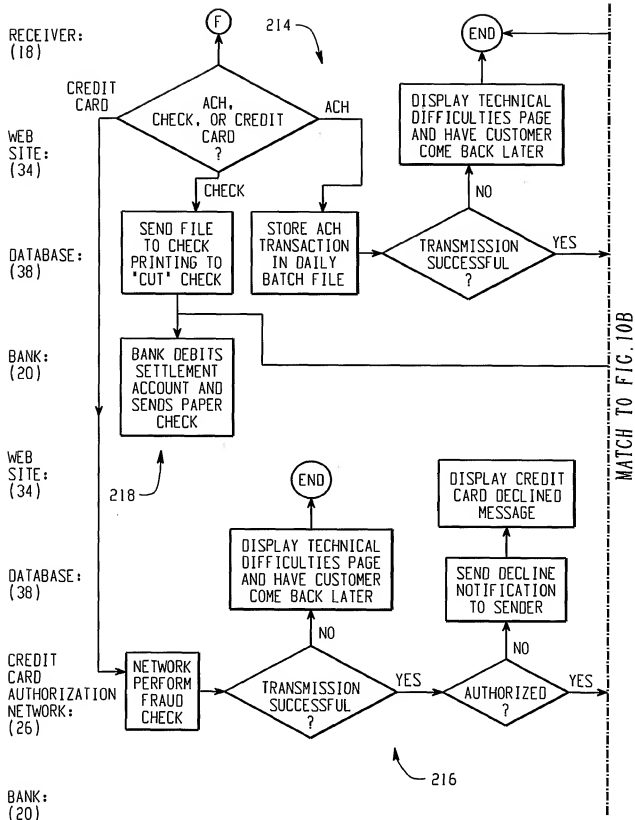 RECEIVER:
(18)
F
214
END
CREDIT
CARD
ACH,
CHECK, OR CREDIT
CARD
?
ACH
DISPLAY TECHNICAL
DIFFICULTIES PAGE
AND HAVE CUSTOMER
COME BACK LATER
WEB
SITE:
(34)
CHECK
NO
DATABASE:
(38)
SEND FILE
TO CHECK
PRINTING TO
"CUT" CHECK
STORE ACH
TRANSACTION
IN DAILY
BATCH FILE
TRANSMISSION
SUCCESSFUL
?
YES
BANK:
(20)
BANK DEBITS
SETTLEMENT
ACCOUNT AND
SENDS PAPER
CHECK
MATCH TO FIG. 10B
WEB
SITE:
(34)
218
END
DISPLAY CREDIT
CARD DECLINED
MESSAGE
DATABASE:
(38)
DISPLAY TECHNICAL
DIFFICULTIES PAGE
AND HAVE CUSTOMER
COME BACK LATER
SEND DECLINE
NOTIFICATION
TO SENDER
NO
NO
CREDIT
CARD
AUTHORIZATION
NETWORK:
(26)
NETWORK
PERFORM
FRAUD
CHECK
TRANSMISSION
SUCCESSFUL
?
YES
AUTHORIZED
?
YES
216
BANK:
(20)